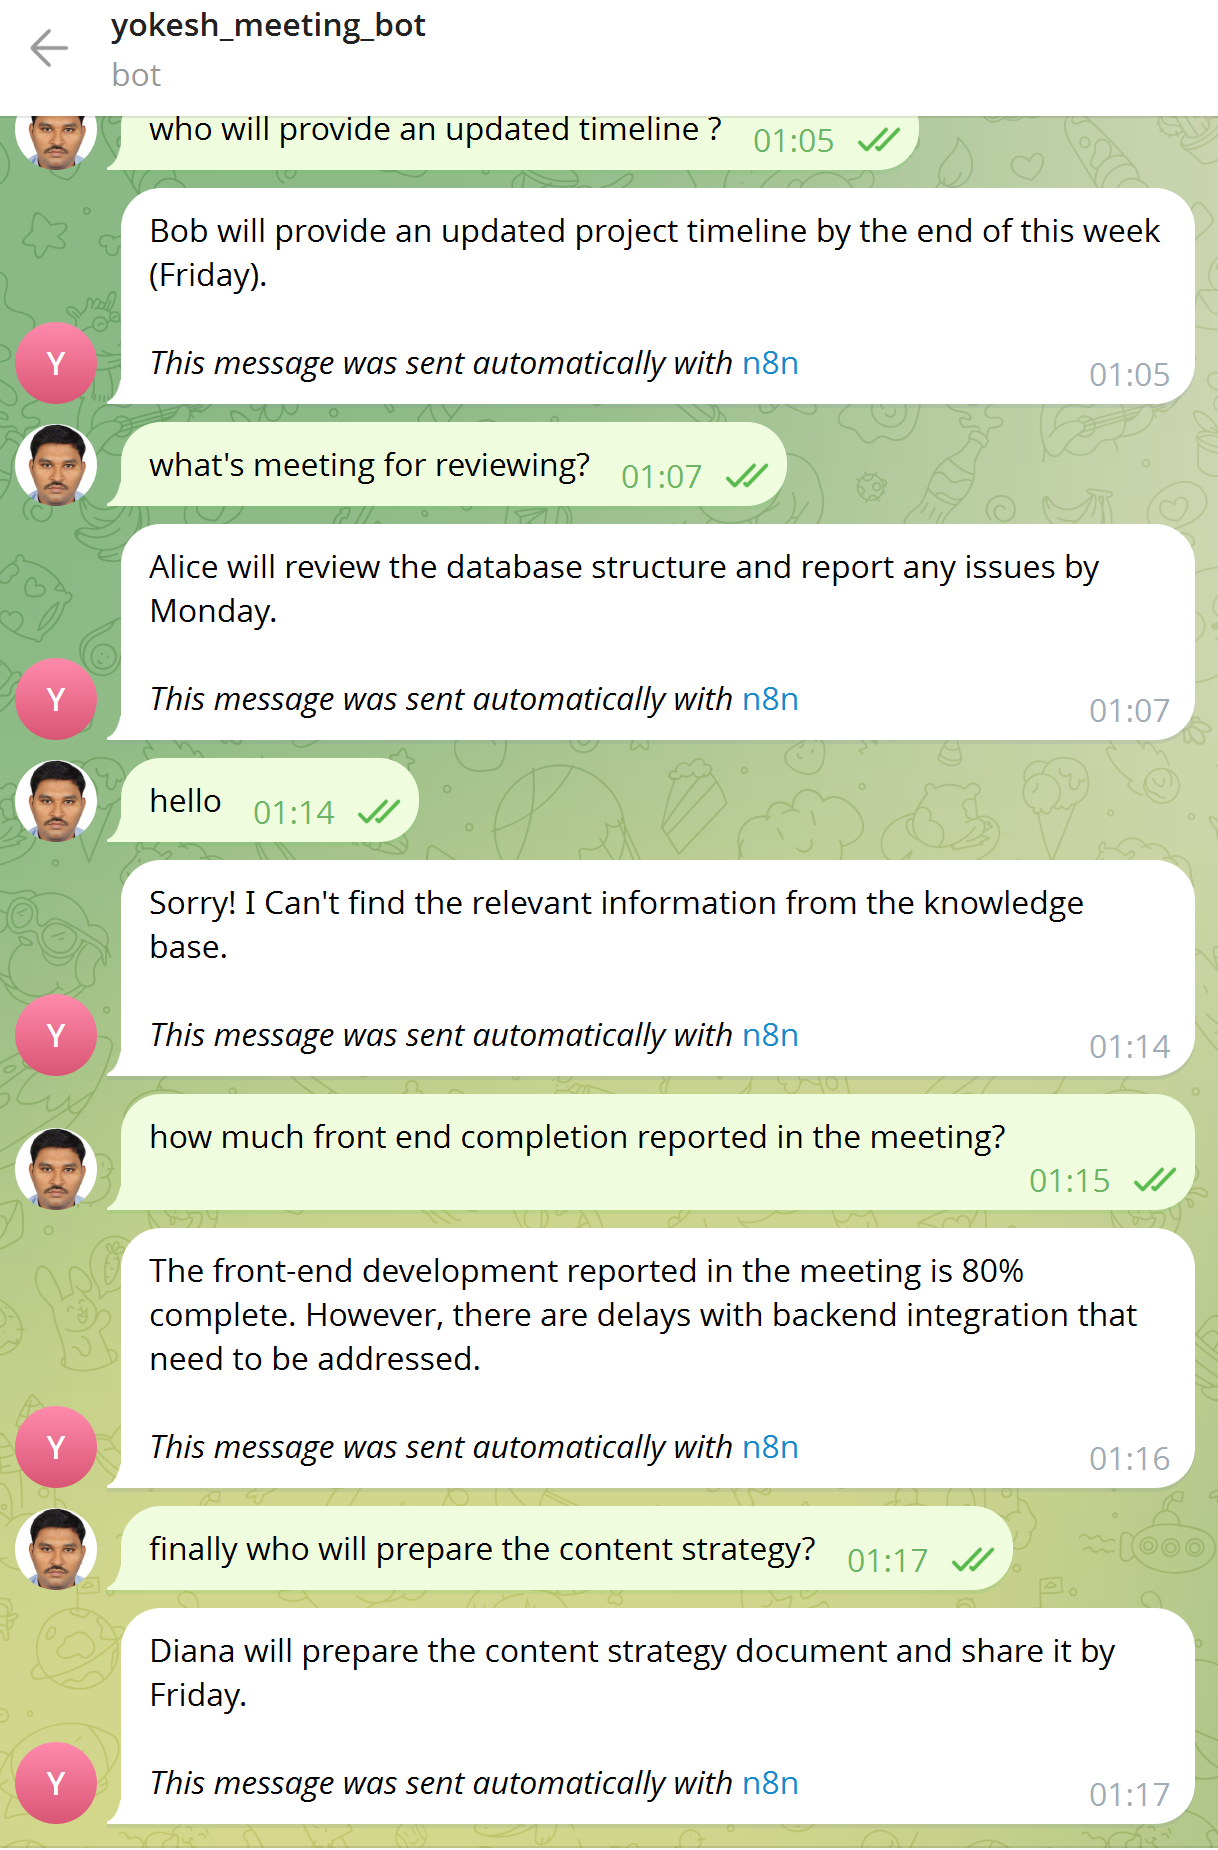 yokesh_meeting_bot
bot
who will provide an updated timeline ? 01:05
Bob will provide an updated project timeline by the end of this week
(Friday).
Y
This message was sent automatically with n8n
01:05
what's meeting for reviewing? 01:07
Alice will review the database structure and report any issues by
Monday.
Y
This message was sent automatically with n8n
01:07
hello 01:14
Sorry! I Can't find the relevant information from the knowledge
base.
Y
This message was sent automatically with n8n
01:14
how much front end completion reported in the meeting?
01:15
The front-end development reported in the meeting is 80%
complete. However, there are delays with backend integration that
need to be addressed.
Y
This message was sent automatically with n8n
01:16
finally who will prepare the content strategy? 01:17
Diana will prepare the content strategy document and share it by
Friday.
Y
This message was sent automatically with n8n
01:17